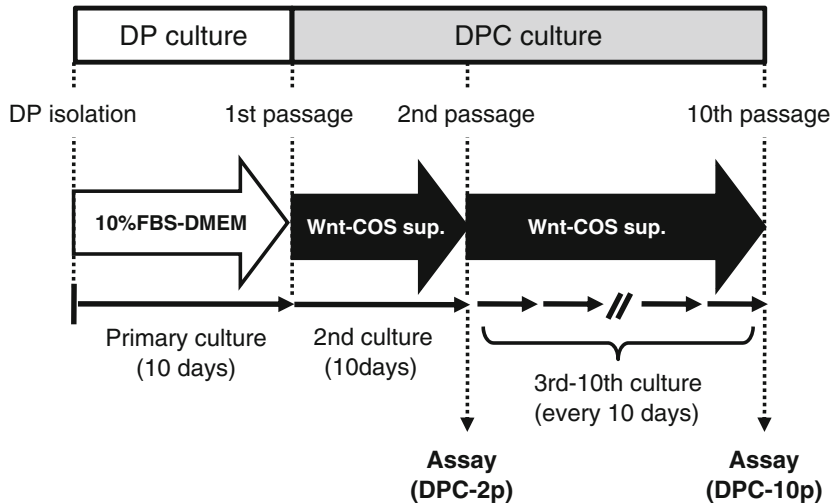 DP culture
DPC culture
DP isolation
1st passage
2nd passage
10th passage
10%FBS-DMEM
Wnt-COS sup.
Wnt-COS sup.
Primary culture
(10 days)
2nd culture
(10days)
3rd-10th culture
(every 10 days)
Assay
(DPC-2p)
Assay
(DPC-10p)